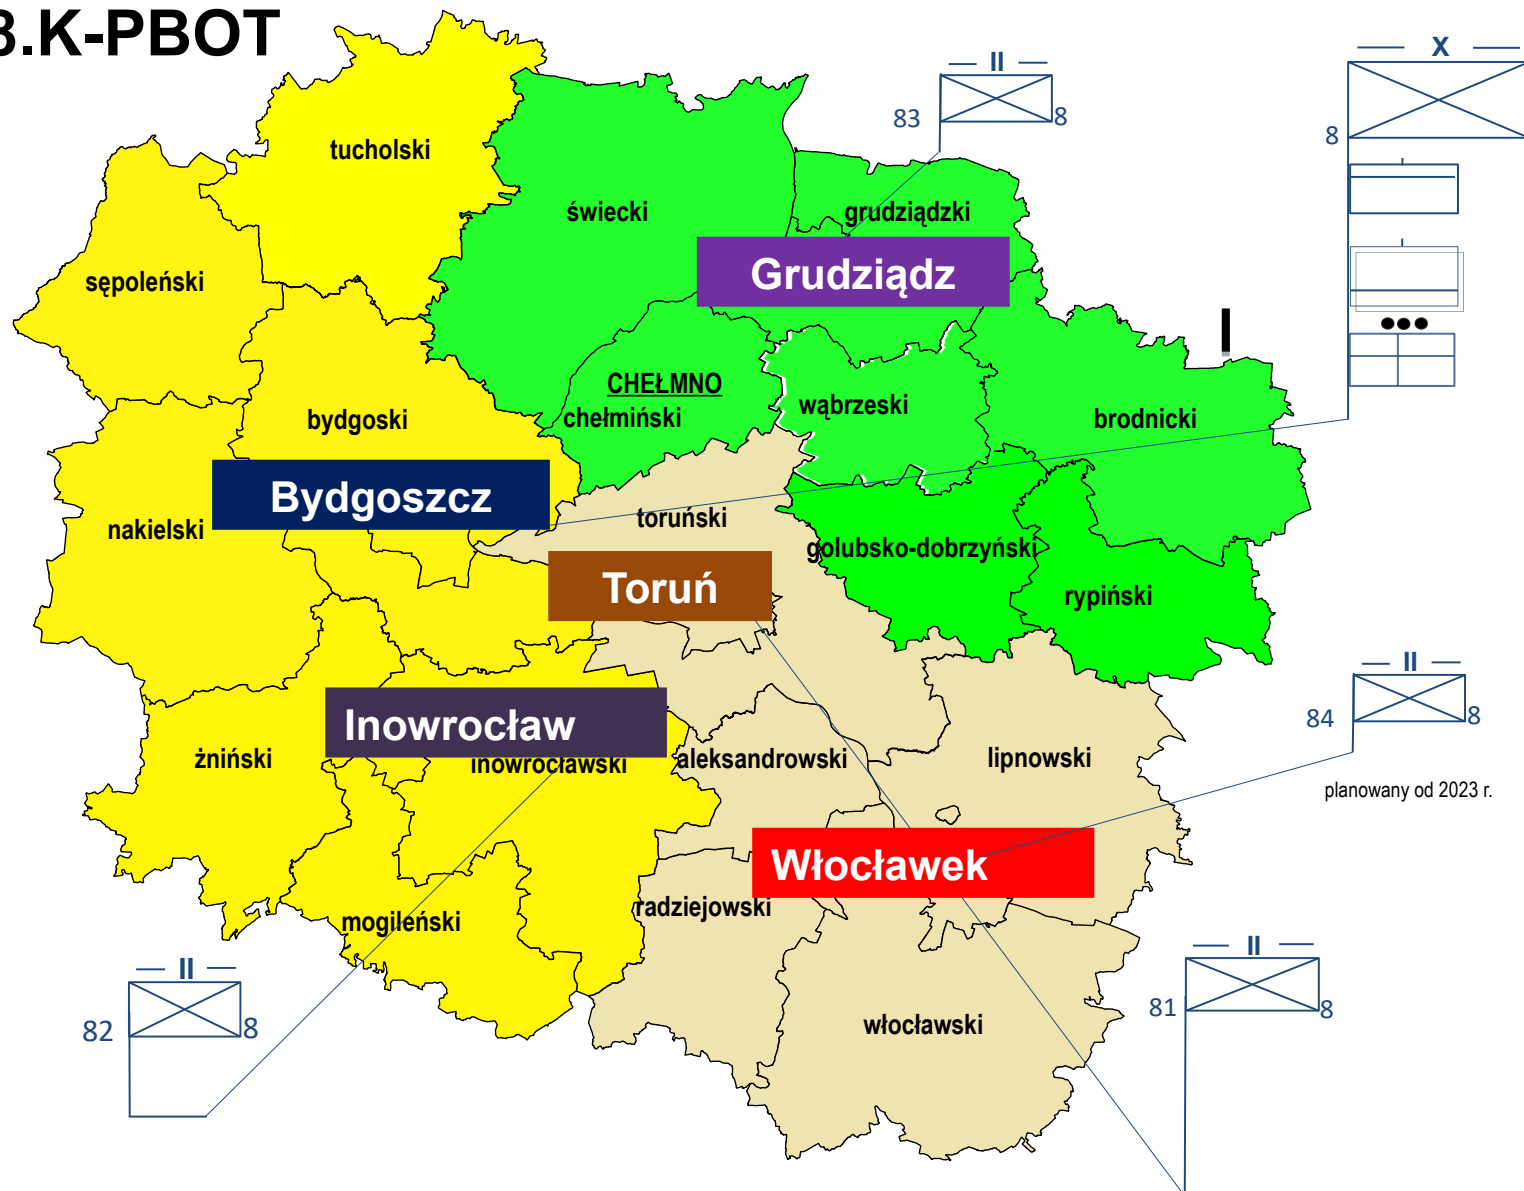 8.K-PBOT
X
II
83
8
8
tucholski
świecki
grudziądzki
sępoleński
Grudziądz
I
CHEŁMNO
chełmiński
wąbrzeski
brodnicki
bydgoski
Bydgoszcz
nakielski
toruński
golubsko-dobrzyński
Toruń
rypiński
II
84
8
Inowrocław
żniński
inowrocławski
aleksandrowski
lipnowski
planowany od 2023 r.
Włocławek
radziejowski
mogileński
II
82
8
II
81
8
włocławski